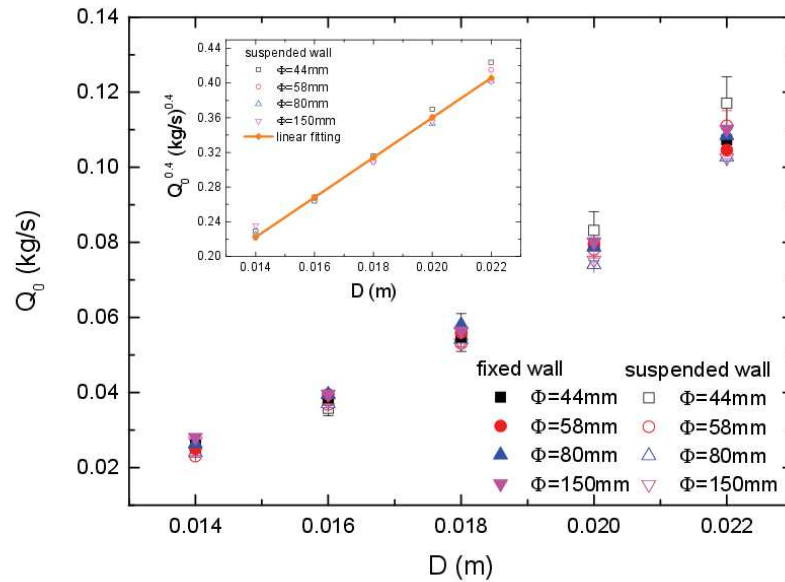 0.12
0.10
0.08
0.06
0.04
0.02
Q₀ (kg/s)
0.014
0.016
0.018
0.020
0.022
D (m)
0.44
0.40
0.36
0.32
0.28
0.24
0.20
Q₀^0.4 (kg/s)^0.4
0.014
0.016
0.018
0.020
0.022
D (m)
suspended wall
Φ=44mm
Φ=58mm
Φ=80mm
Φ=150mm
linear fitting
fixed wall suspended wall
Φ=44mm Φ=44mm
Φ=58mm Φ=58mm
Φ=80mm Φ=80mm
Φ=150mm Φ=150mm